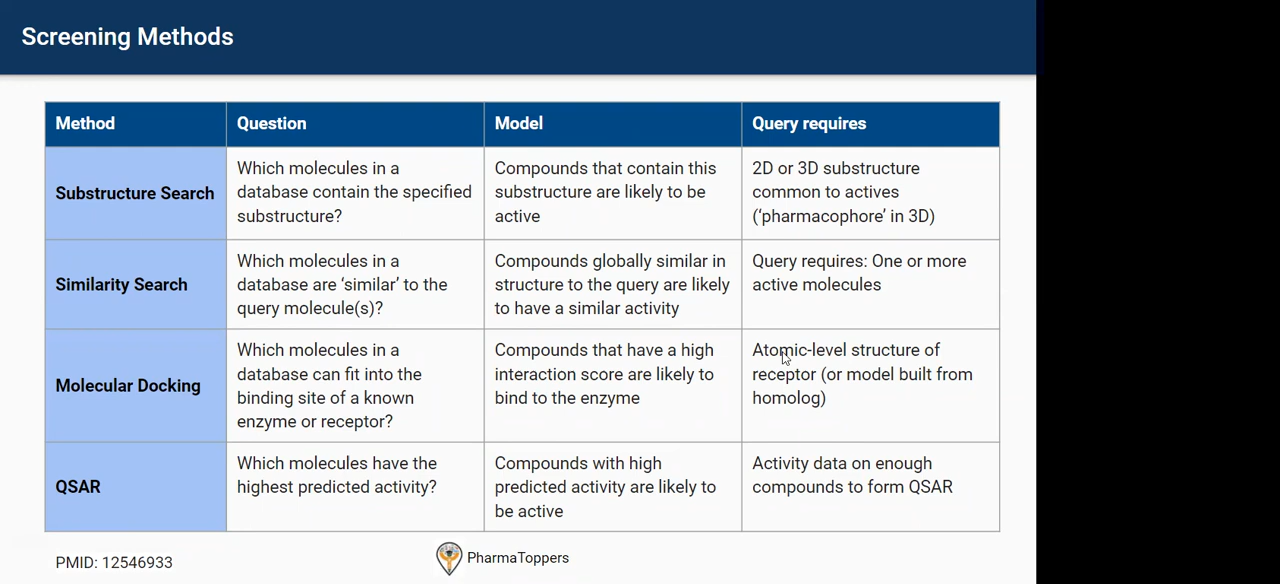 Screening Methods
Method
Question
Model
Query requires
Substructure Search
Which molecules in a
database contain the specified
substructure?
Compounds that contain this
substructure are likely to be
active
2D or 3D substructure
common to actives
(‘pharmacophore’ in 3D)
Similarity Search
Which molecules in a
database are ‘similar’ to the
query molecule(s)?
Compounds globally similar in
structure to the query are likely
to have a similar activity
Query requires: One or more
active molecules
Molecular Docking
Which molecules in a
database can fit into the
binding site of a known
enzyme or receptor?
Compounds that have a high
interaction score are likely to
bind to the enzyme
Atomic-level structure of
receptor (or model built from
homolog)
QSAR
Which molecules have the
highest predicted activity?
Compounds with high
predicted activity are likely to
be active
Activity data on enough
compounds to form QSAR
PMID: 12546933
PharmaToppers